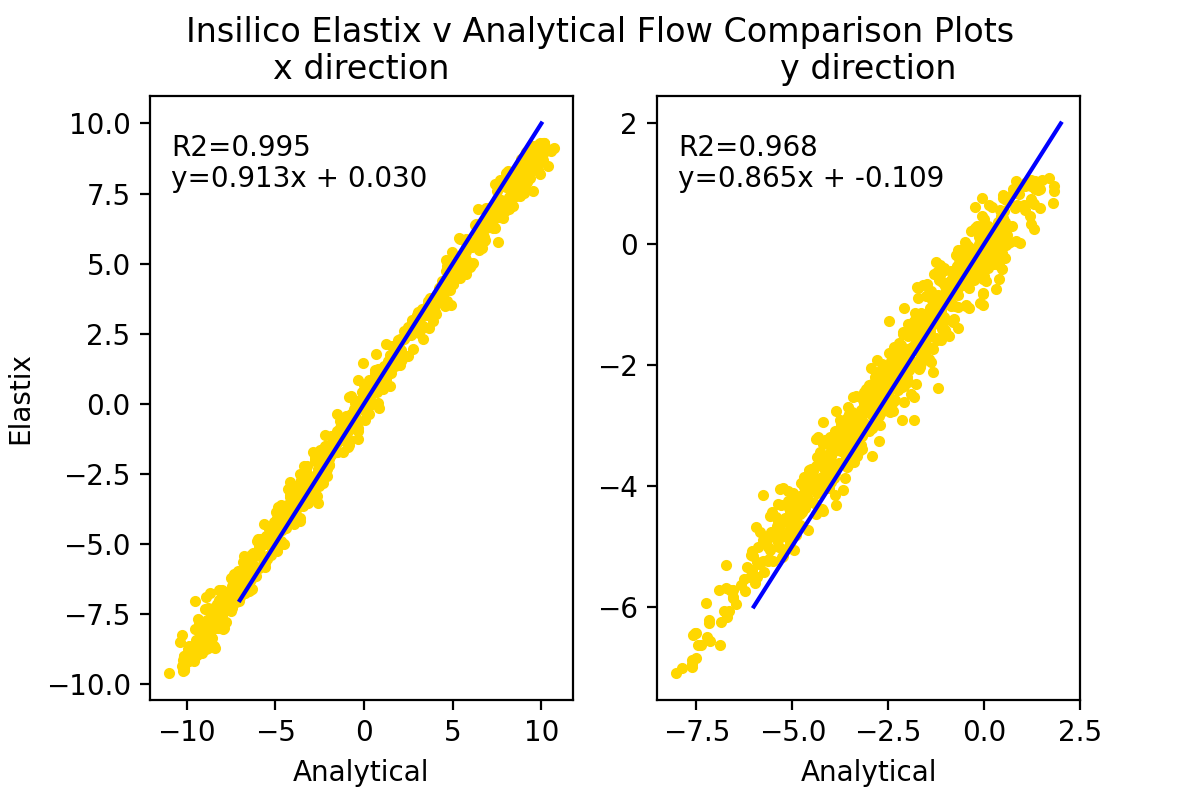 Insilico Elastix v Analytical Flow Comparison Plots
x direction
y direction
R2=0.995
y=0.913x + 0.030
R2=0.968
y=0.865x + -0.109
10.0
7.5
5.0
2.5
0.0
−2.5
−5.0
−7.5
−10.0
2
0
−2
−4
−6
Elastix
−10 −5 0 5 10
−7.5 −5.0 −2.5 0.0 2.5
Analytical
Analytical